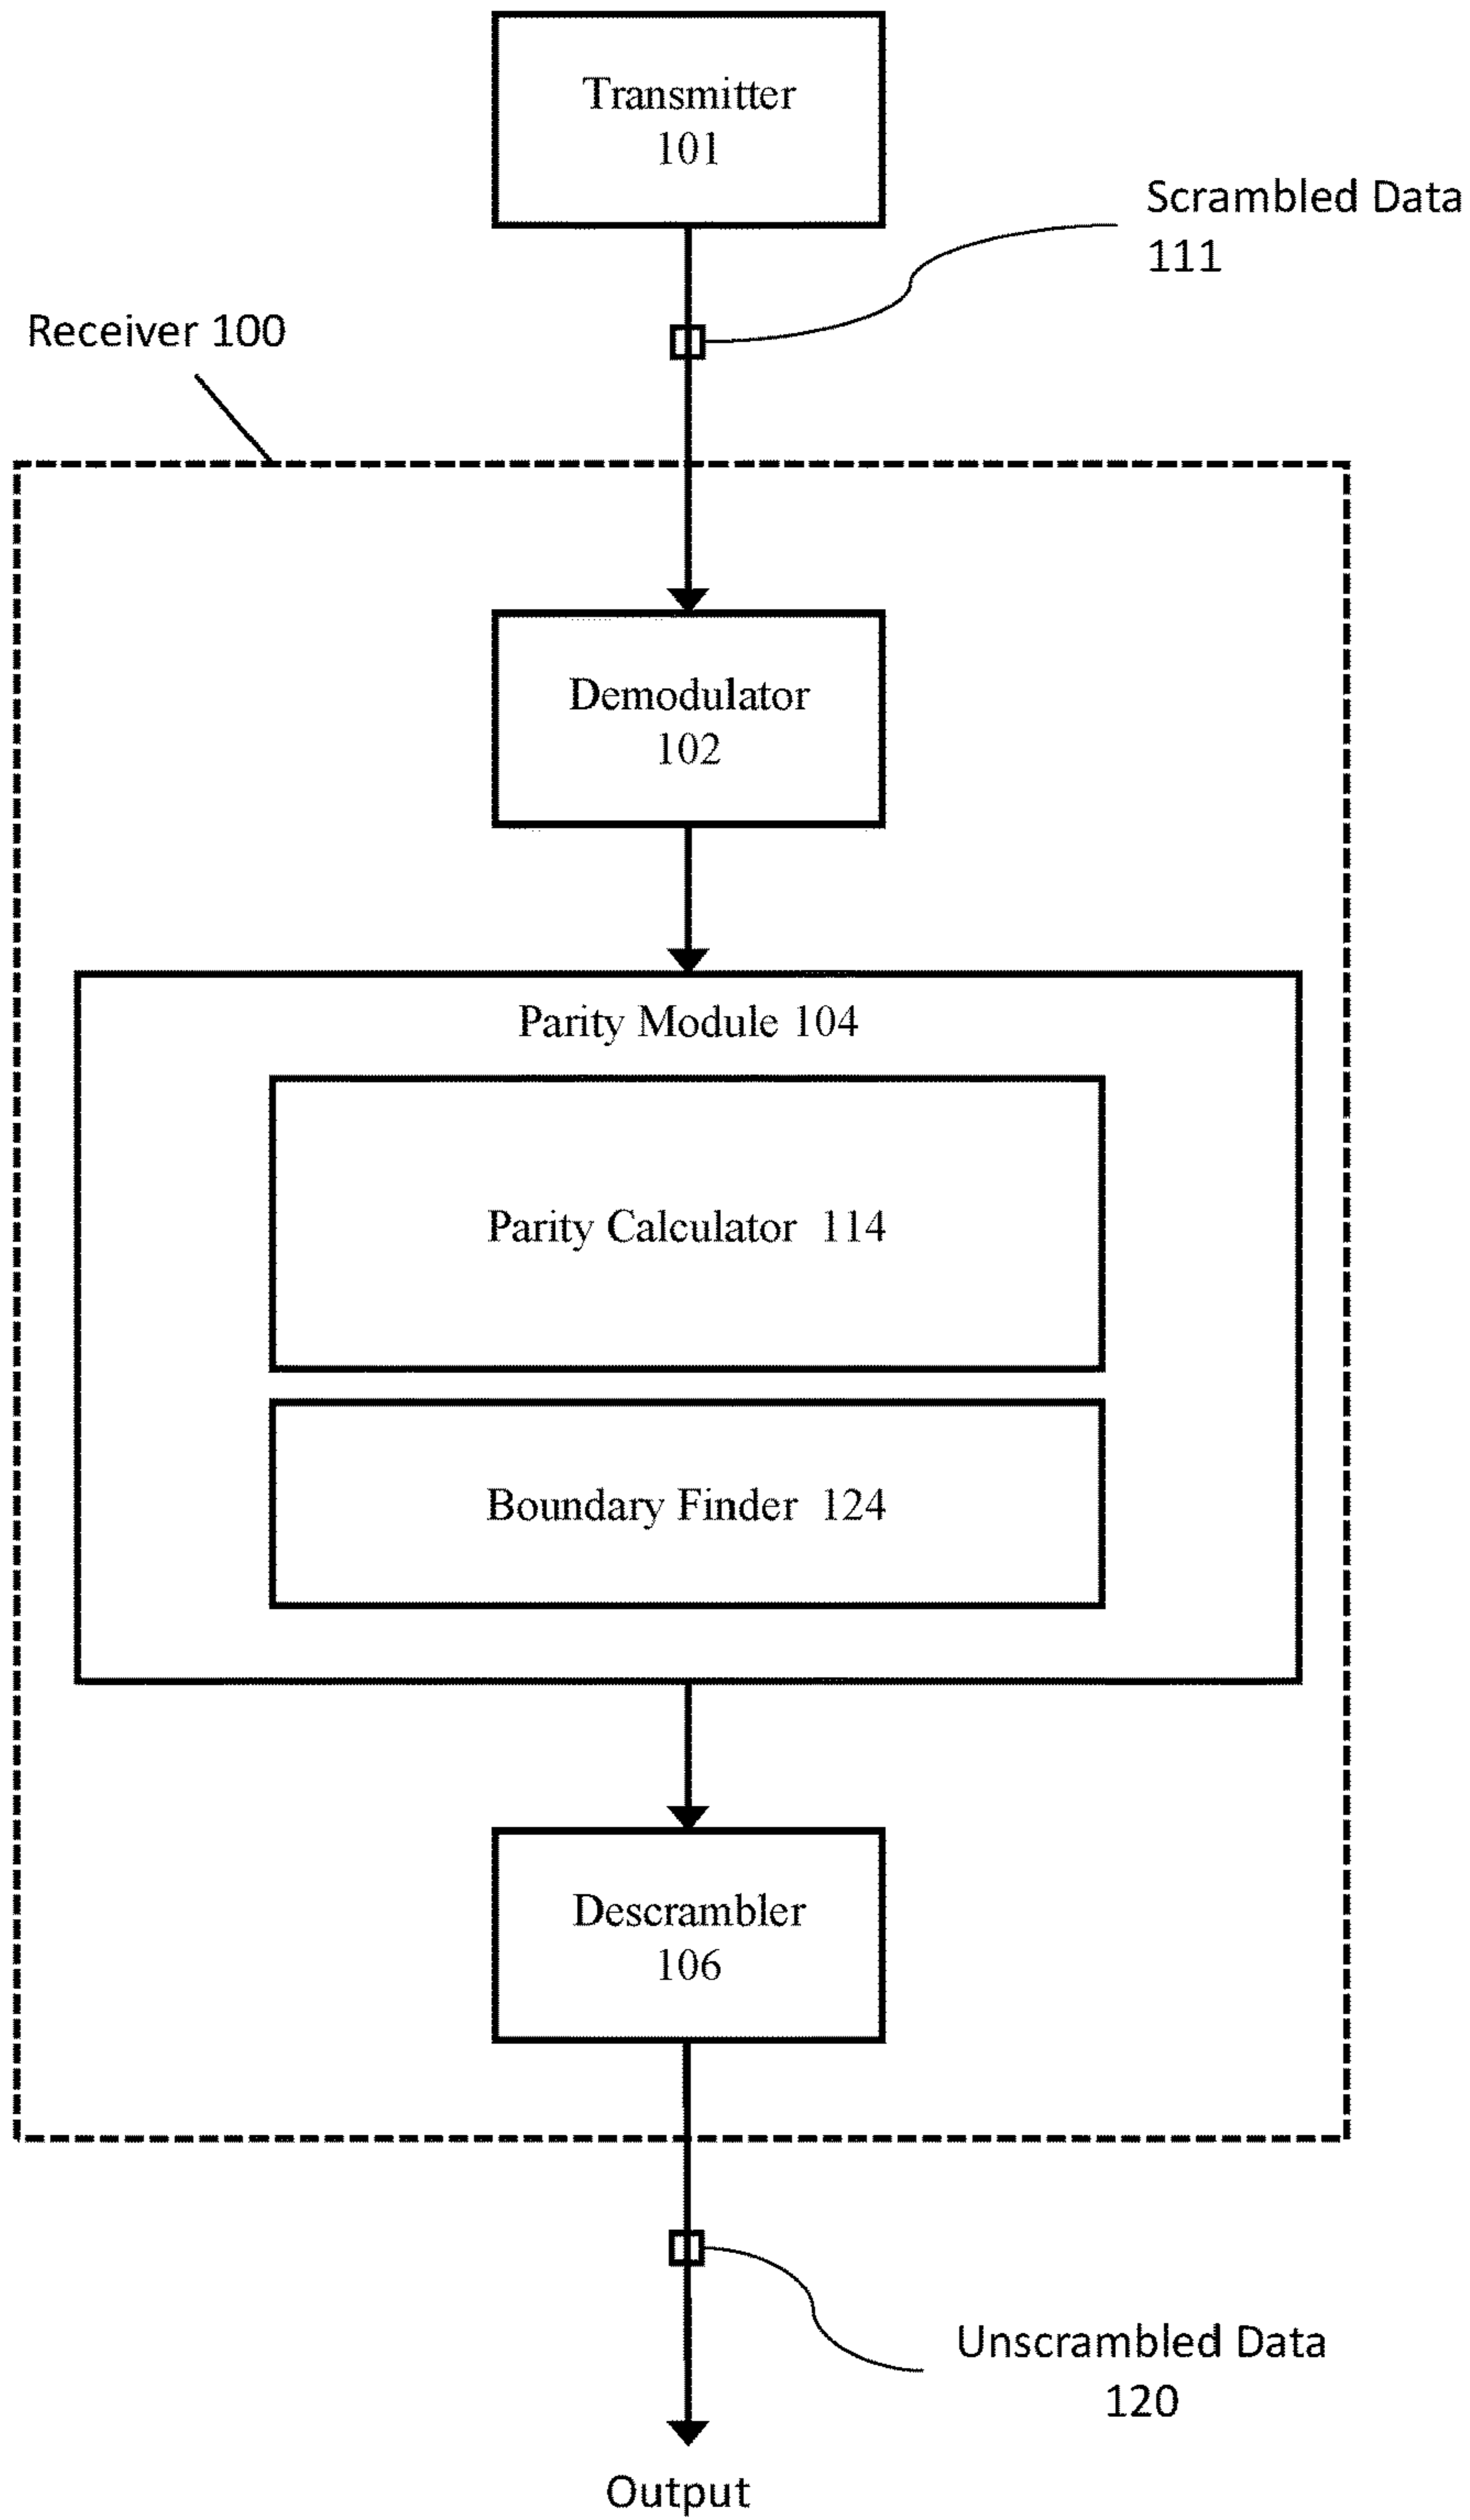 Transmitter
101
Scrambled Data
111
Receiver 100
Demodulator
102
Parity Module 104
Parity Calculator 114
Boundary Finder 124
Descrambler
106
Unscrambled Data
120
Output